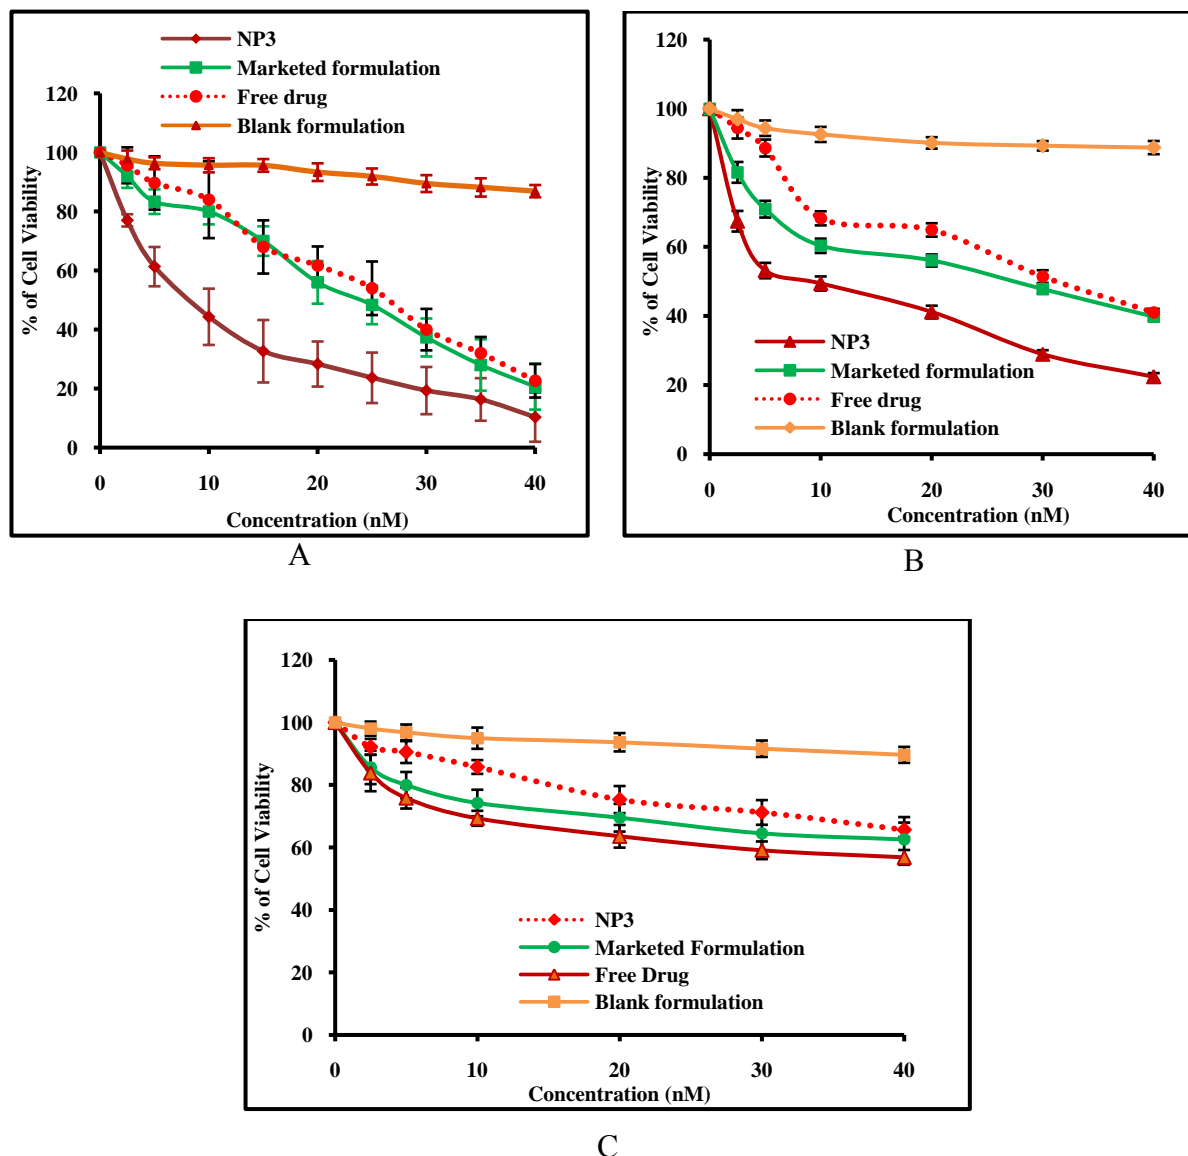 NP3
Marketed formulation
Free drug
Blank formulation
120
100
80
60
40
20
0
% of Cell Viability
0 10 20 30 40
Concentration (nM)
A
120
100
80
60
40
20
0
% of Cell Viability
NP3
Marketed formulation
Free drug
Blank formulation
0 10 20 30 40
Concentration (nM)
B
120
100
80
60
40
20
0
% of Cell Viability
NP3
Marketed Formulation
Free Drug
Blank formulation
0 10 20 30 40
Concentration (nM)
C